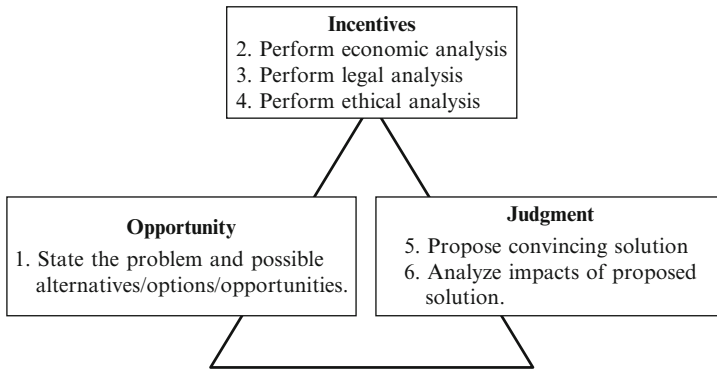 Incentives
2. Perform economic analysis
3. Perform legal analysis
4. Perform ethical analysis
Opportunity
1. State the problem and possible
alternatives/options/opportunities.
Judgment
5. Propose convincing solution
6. Analyze impacts of proposed
solution.